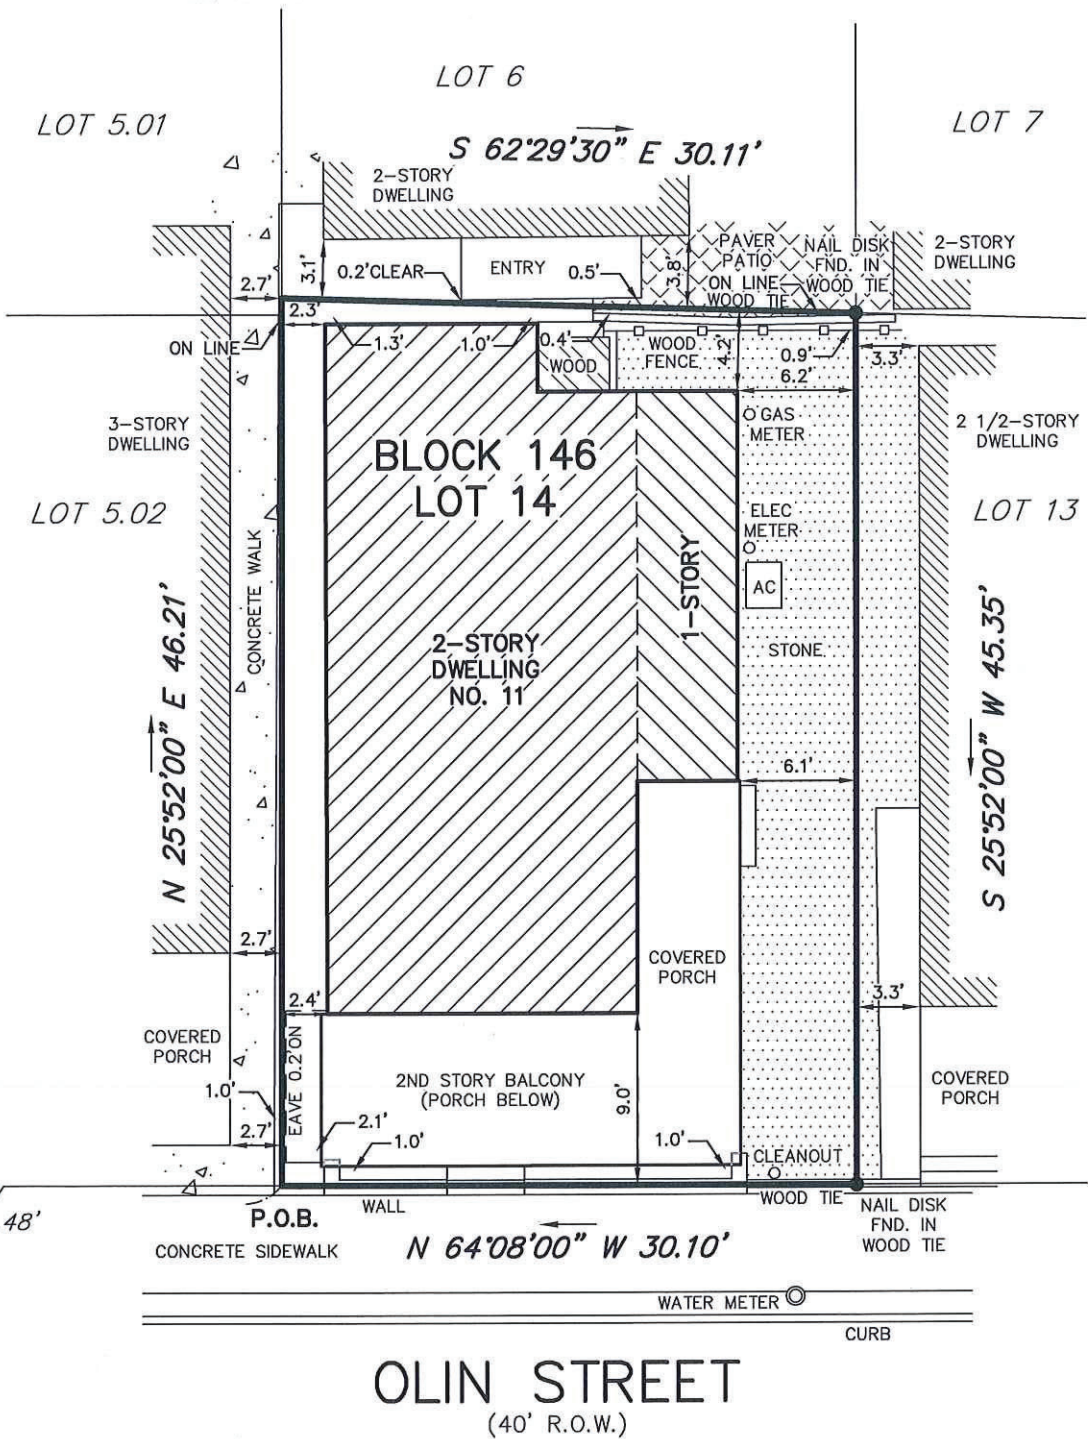 LOT 6
LOT 5.01
LOT 7
S 62°29'30" E 30.11'
2-STORY
DWELLING
PAVER
PATIO
NAIL DISK
FND. IN
WOOD TIE
2-STORY
DWELLING
ON LINE
WOOD TIE
2.7'
3.1'
0.2'CLEAR
ENTRY
0.5'
3.8'
2.3'
ON LINE
1.3'
1.0'
0.4'
WOOD
WOOD
FENCE
4.2'
0.9'
3.3'
6.2'
3-STORY
DWELLING
GAS
METER
2 1/2-STORY
DWELLING
BLOCK 146
LOT 14
LOT 5.02
ELEC
METER
LOT 13
CONCRETE WALK
1-STORY
AC
N 25°52'00" E 46.21'
S 25°52'00" W 45.35'
2-STORY
DWELLING
NO. 11
STONE
6.1'
2.7'
COVERED
PORCH
2.4'
3.3'
COVERED
PORCH
EAVE 0.2'ON
2ND STORY BALCONY
(PORCH BELOW)
9.0'
COVERED
PORCH
1.0'
2.1'
2.7'
1.0'
1.0'
CLEANOUT
WOOD TIE
48'
P.O.B.
WALL
NAIL DISK
FND. IN
WOOD TIE
CONCRETE SIDEWALK
N 64°08'00" W 30.10'
WATER METER
CURB
OLIN STREET
(40' R.O.W.)